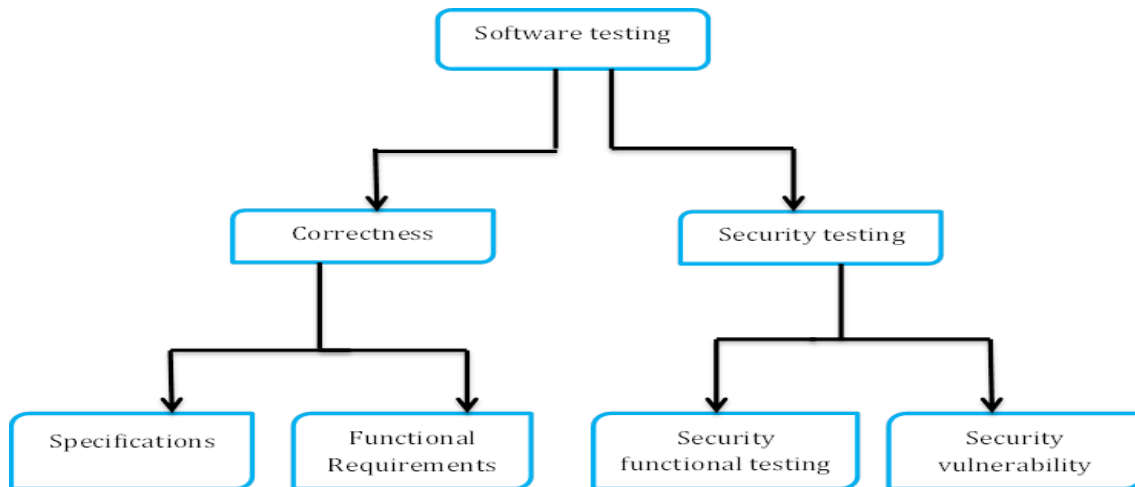 Software testing
Correctness
Security testing
Specifications
Functional
Requirements
Security
functional testing
Security
vulnerability